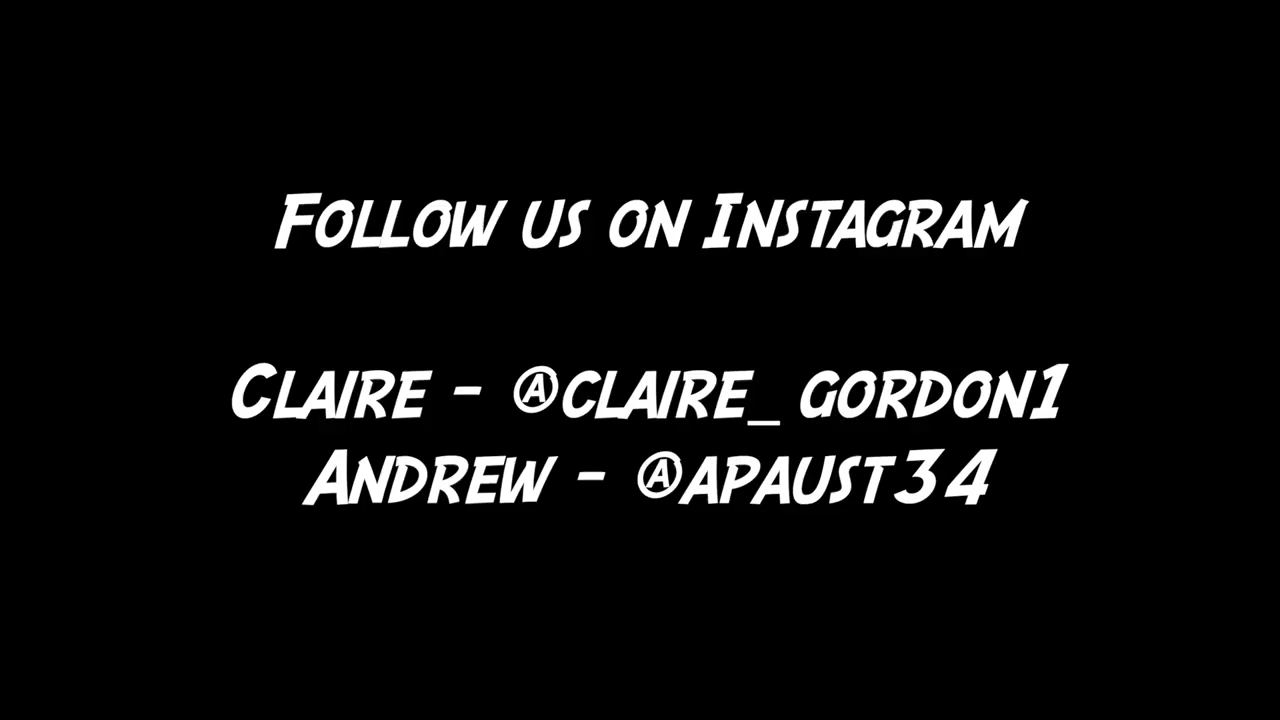 Follow us on Instagram
Claire - @claire_gordon1
Andrew - @apaust34